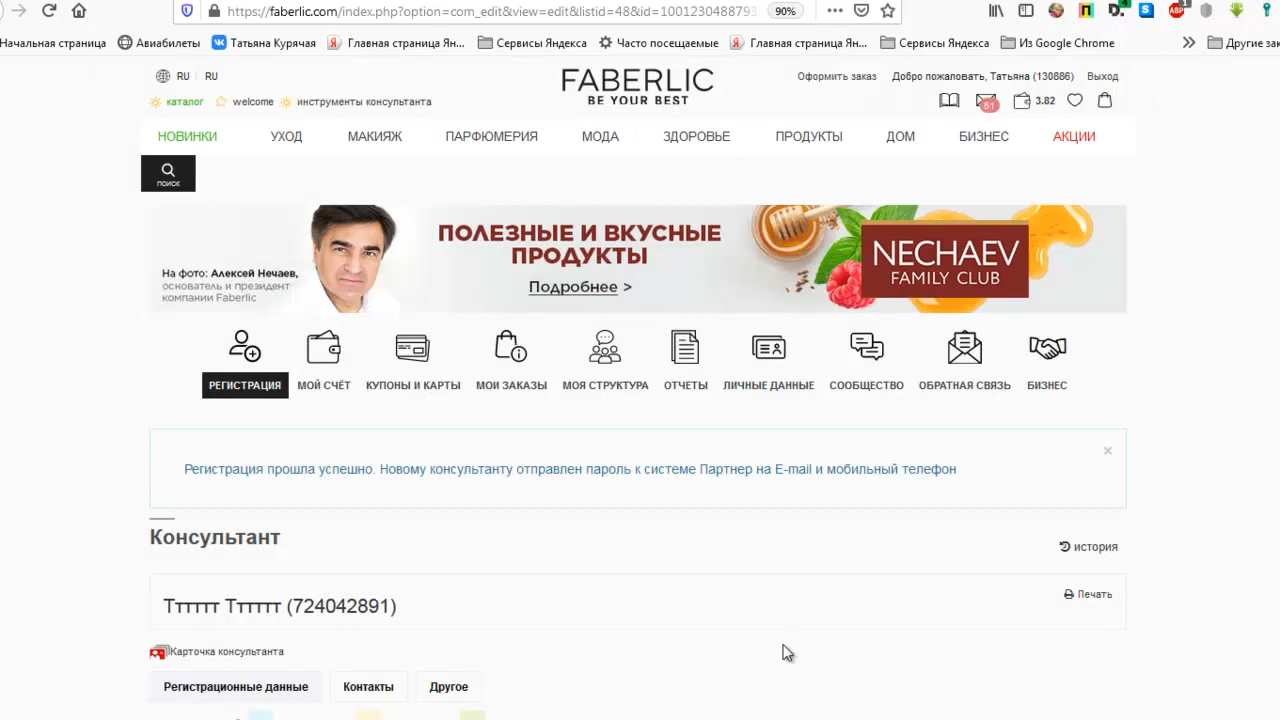 https://faberlic.com/index.php?option=com_edit&view=edit&listid=48&id=1001230488793 90%
Начальная страница Авиабилеты Татьяна Курячая Главная страница Ян... Сервисы Яндекса Часто посещаемые Главная страница Ян... Сервисы Яндекса Из Google Chrome Другие зак
RU RU FABERLIC Оформить заказ Добро пожаловать, Татьяна (130886) Выход
BE YOUR BEST
каталог welcome инструменты консультанта 51 3.82
НОВИНКИ УХОД МАКИЯЖ ПАРФЮМЕРИЯ МОДА ЗДОРОВЬЕ ПРОДУКТЫ ДОМ БИЗНЕС АКЦИИ
ПОИСК
На фото: Алексей Нечаев,
основатель и президент
компании Faberlic
ПОЛЕЗНЫЕ И ВКУСНЫЕ
ПРОДУКТЫ
Подробнее >
NECHAEV
FAMILY CLUB
РЕГИСТРАЦИЯ МОЙ СЧЁТ КУПОНЫ И КАРТЫ МОИ ЗАКАЗЫ МОЯ СТРУКТУРА ОТЧЕТЫ ЛИЧНЫЕ ДАННЫЕ СООБЩЕСТВО ОБРАТНАЯ СВЯЗЬ БИЗНЕС
Регистрация прошла успешно. Новому консультанту отправлен пароль к системе Партнер на E-mail и мобильный телефон
Консультант
история
Тттттт Тттттт (724042891)
Печать
Карточка консультанта
Регистрационные данные Контакты Другое